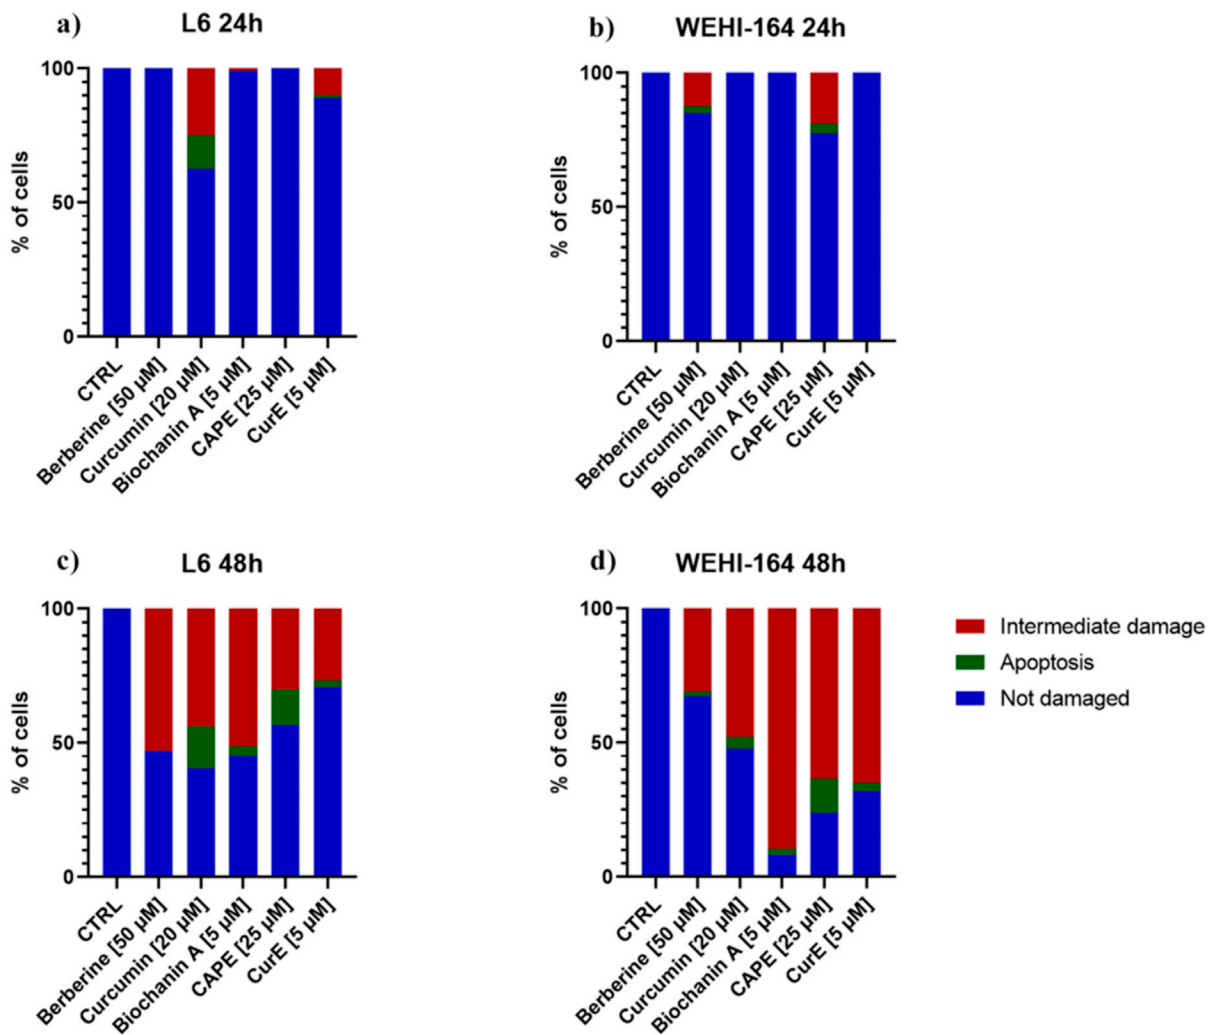 a) L6 24h
100
50
0
% of cells
CTRL
Berberine [50 µM]
Curcumin [20 µM]
Biochanin A [5 µM]
CAPE [25 µM]
CurE [5 µM]
b) WEHI-164 24h
100
50
0
% of cells
CTRL
Berberine [50 µM]
Curcumin [20 µM]
Biochanin A [5 µM]
CAPE [25 µM]
CurE [5 µM]
c) L6 48h
100
50
0
% of cells
CTRL
Berberine [50 µM]
Curcumin [20 µM]
Biochanin A [5 µM]
CAPE [25 µM]
CurE [5 µM]
d) WEHI-164 48h
100
50
0
% of cells
CTRL
Berberine [50 µM]
Curcumin [20 µM]
Biochanin A [5 µM]
CAPE [25 µM]
CurE [5 µM]
Intermediate damage
Apoptosis
Not damaged